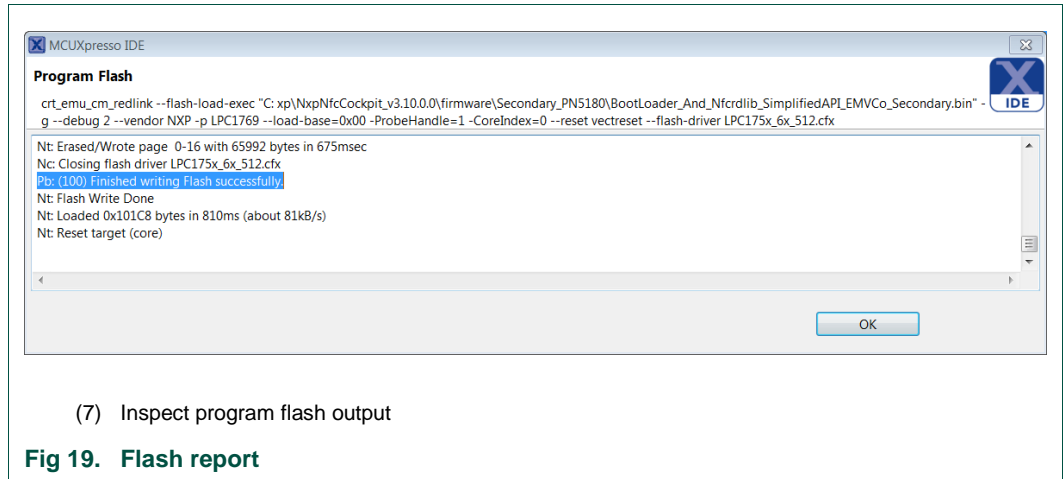 MCUXpresso IDE
Program Flash
crt_emu_cm_redlink --flash-load-exec "C: xp\NxpNfcCockpit_v3.10.0.0\firmware\Secondary_PN5180\BootLoader_And_Nfcrdlib_SimplifiedAPI_EMVCo_Secondary.bin" -
g --debug 2 --vendor NXP -p LPC1769 --load-base=0x00 -ProbeHandle=1 -CoreIndex=0 --reset vectreset --flash-driver LPC175x_6x_512.cfx
IDE
Nt: Erased/Wrote page  0-16 with 65992 bytes in 675msec
Nc: Closing flash driver LPC175x_6x_512.cfx
Pb: (100) Finished writing Flash successfully.
Nt: Flash Write Done
Nt: Loaded 0x101C8 bytes in 810ms (about 81kB/s)
Nt: Reset target (core)
OK
(7) Inspect program flash output
Fig 19. Flash report